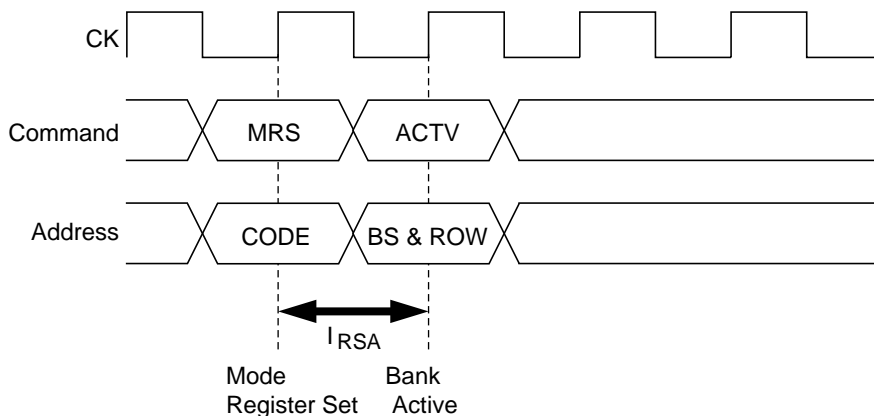 CK
Command MRS ACTV
Address CODE BS & ROW
l RSA
Mode Bank
Register Set Active